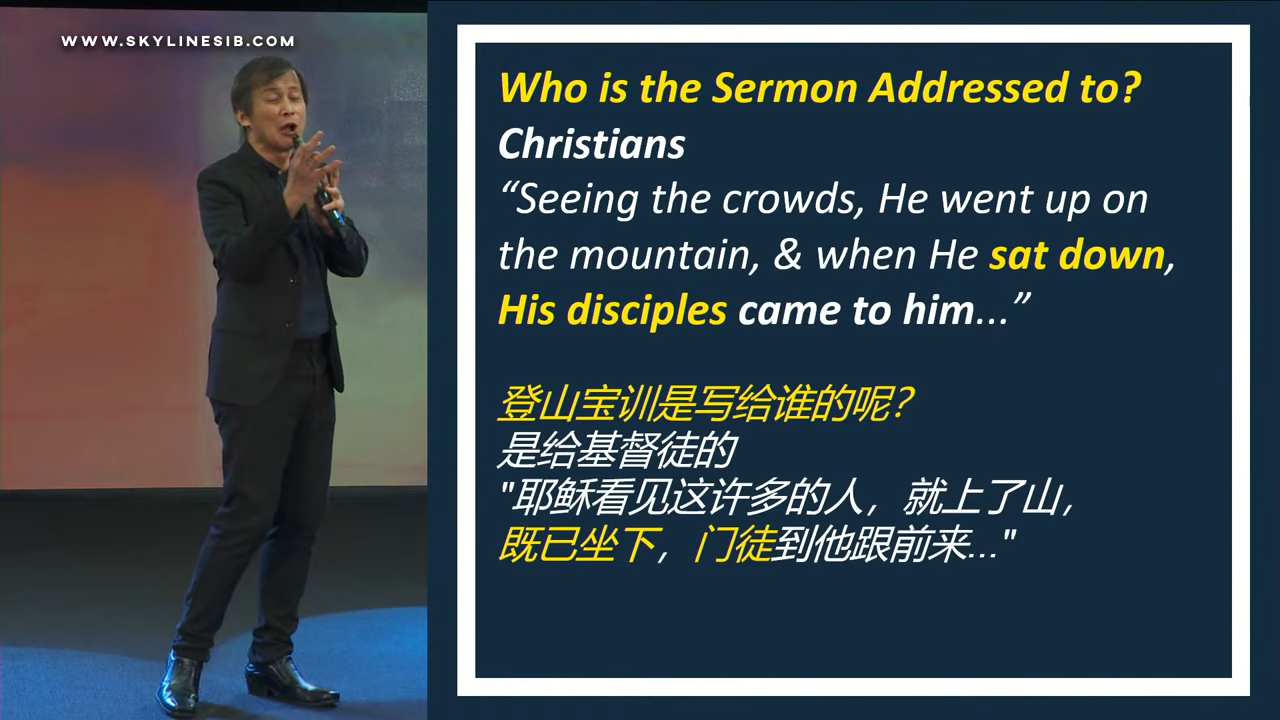 WWW.SKYLINESIB.COM
Who is the Sermon Addressed to?
Christians
“Seeing the crowds, He went up on
the mountain, & when He sat down,
His disciples came to him...”
登山宝训是写给谁的呢？
是给基督徒的
"耶稣看见这许多的人，就上了山，
既已坐下，门徒到他跟前来..."